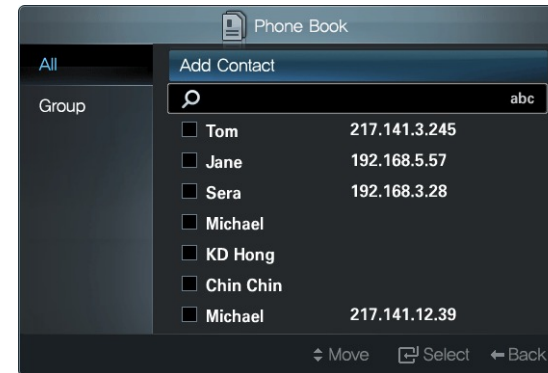 Phone Book
All
Group
Add Contact
abc
Tom 217.141.3.245
Jane 192.168.5.57
Sera 192.168.3.28
Michael
KD Hong
Chin Chin
Michael 217.141.12.39
Move Select Back